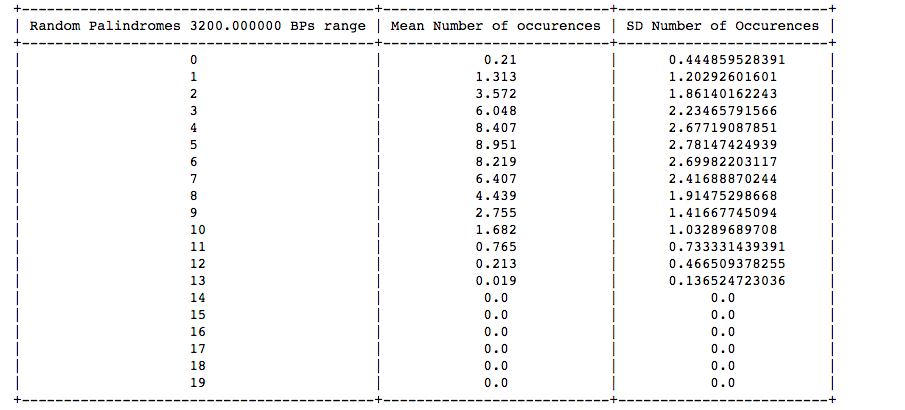 +---------------------------------------------+-----------------------------+---------------------------+
| Random Palindromes 3200.000000 BPs range | Mean Number of occurences | SD Number of Occurences |
+---------------------------------------------+-----------------------------+---------------------------+
| 0 | 0.21 | 0.444859528391 |
| 1 | 1.313 | 1.20292601601 |
| 2 | 3.572 | 1.86140162243 |
| 3 | 6.048 | 2.23465791566 |
| 4 | 8.407 | 2.67719087851 |
| 5 | 8.951 | 2.78147424939 |
| 6 | 8.219 | 2.69982203117 |
| 7 | 6.407 | 2.41688870244 |
| 8 | 4.439 | 1.91475298668 |
| 9 | 2.755 | 1.41667745094 |
| 10 | 1.682 | 1.03289689708 |
| 11 | 0.765 | 0.733331439391 |
| 12 | 0.213 | 0.466509378255 |
| 13 | 0.019 | 0.136524723036 |
| 14 | 0.0 | 0.0 |
| 15 | 0.0 | 0.0 |
| 16 | 0.0 | 0.0 |
| 17 | 0.0 | 0.0 |
| 18 | 0.0 | 0.0 |
| 19 | 0.0 | 0.0 |
+---------------------------------------------+-----------------------------+---------------------------+